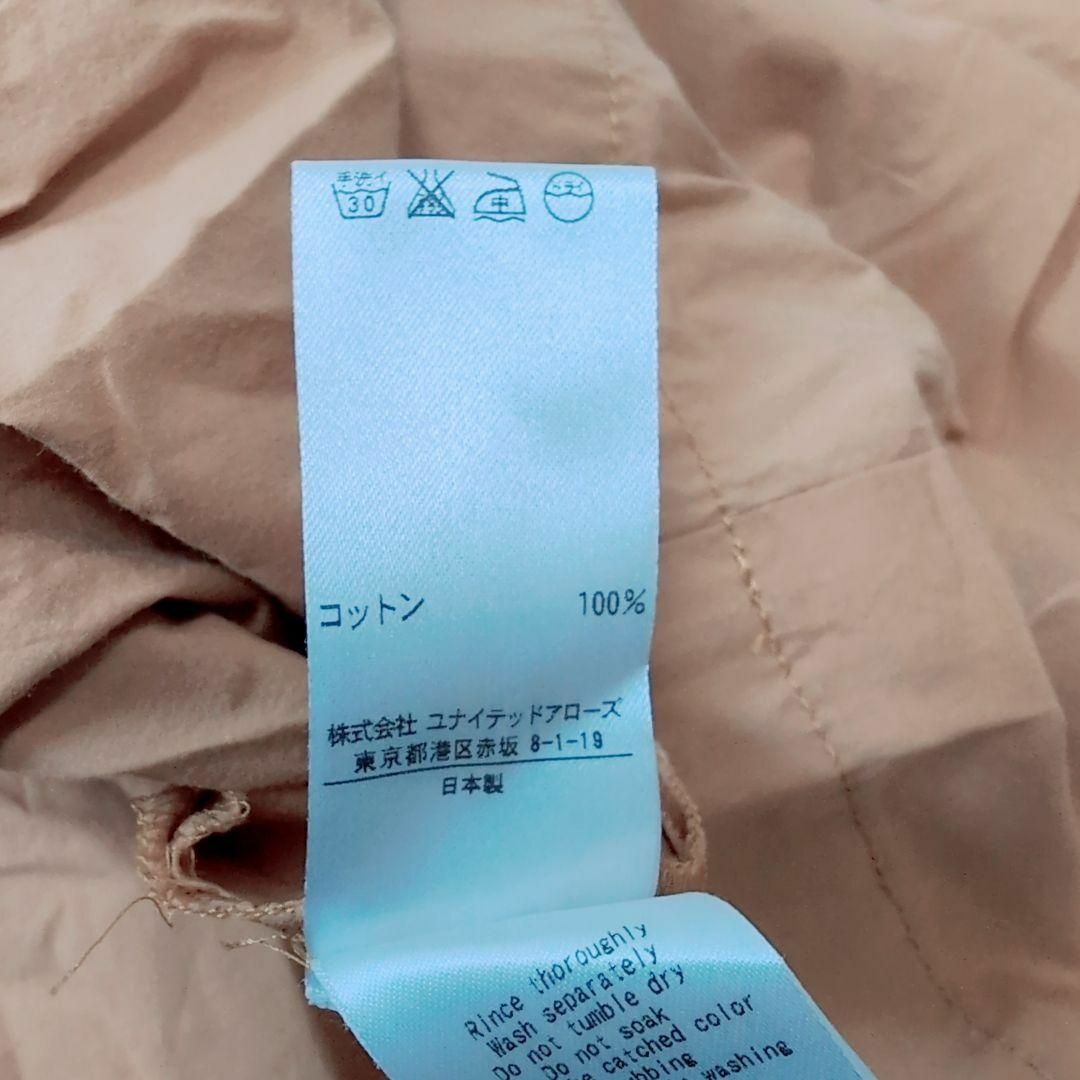 手洗イ
30
中
ドライ
コットン 100%
株式会社 ユナイテッドアローズ
東京都港区赤坂 8-1-19
日本製
Rince thoroughly
Wash separately
Do not tumble dry
Do not soak
catched color
washing